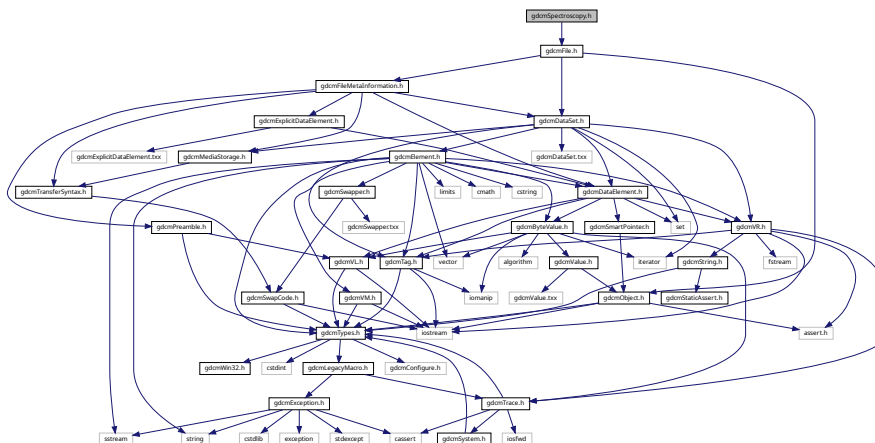 gdcmSpectroscopy.h
gdcmFile.h
gdcmFileMetaInformation.h
gdcmExplicitDataElement.h
gdcmDataSet.h
gdcmExplicitDataElement.txx
gdcmMediaStorage.h
gdcmElement.h
gdcmDataSet.txx
gdcmTransferSyntax.h
gdcmSwapper.h
limits
cmath
cstring
gdcmDataElement.h
gdcmPreamble.h
gdcmSwapper.txx
gdcmByteValue.h
gdcmSmartPointer.h
set
gdcmVR.h
gdcmVL.h
gdcmTag.h
vector
algorithm
gdcmValue.h
iterator
gdcmString.h
fstream
gdcmSwapCode.h
gdcmVM.h
iomanip
gdcmValue.txx
gdcmObject.h
gdcmStaticAssert.h
gdcmTypes.h
iostream
assert.h
gdcmWin32.h
cstdint
gdcmLegacyMacro.h
gdcmConfigure.h
gdcmException.h
gdcmTrace.h
sstream
string
cstdlib
exception
stdexcept
cassert
gdcmSystem.h
iosfwd